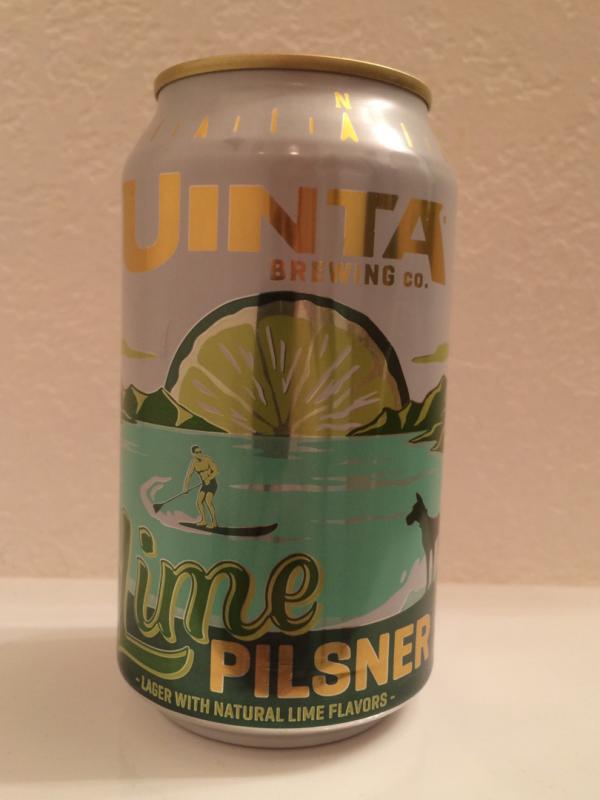 N
UINTA
BREWING CO.
Lime
PILSNER
- LAGER WITH NATURAL LIME FLAVORS -